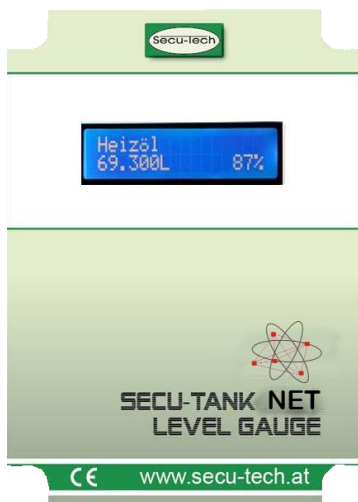 Secu-Tech
Heizöl
69.300L 87%
SECU-TANK NET
LEVEL GAUGE
CE www.secu-tech.at